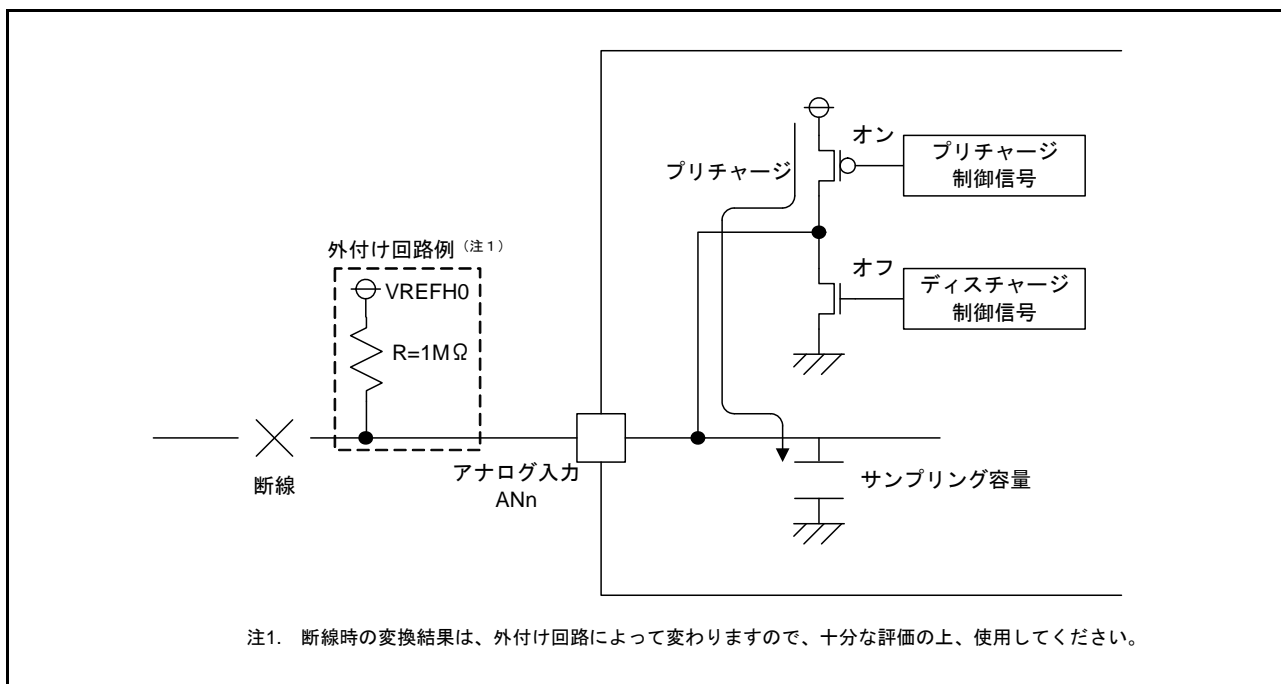 オン
プリチャージ
プリチャージ
制御信号
外付け回路例（注１）
VREFH0
R=1MΩ
オフ
ディスチャージ
制御信号
断線
アナログ入力
ANn
サンプリング容量
注1. 断線時の変換結果は、外付け回路によって変わりますので、十分な評価の上、使用してください。